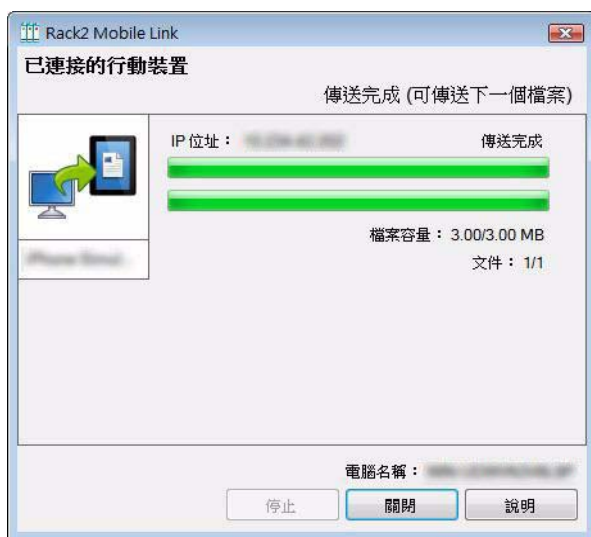 Rack2 Mobile Link
已連接的行動裝置
傳送完成 (可傳送下一個檔案)
IP 位址：
傳送完成
檔案容量： 3.00/3.00 MB
文件： 1/1
電腦名稱：
停止
關閉
說明